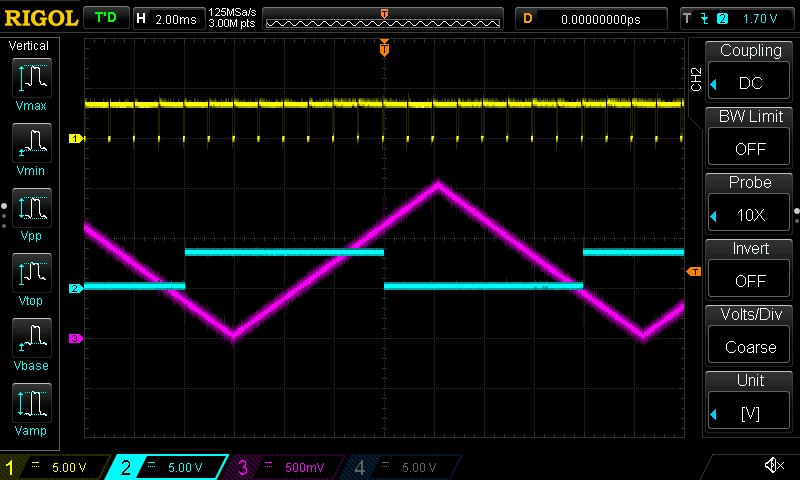 RIGOL T'D H 2.00ms 125MSa/s 3.00M pts T D 0.00000000ps T 2 1.70 V
Vertical
Vmax
Vmin
Vpp
Vtop
Vbase
Vamp
T
1
2
3
T
CH2
Coupling
DC
BW Limit
OFF
Probe
10X
Invert
OFF
Volts/Div
Coarse
Unit
[V]
1 5.00 V 2 5.00 V 3 500mV 4 5.00 V